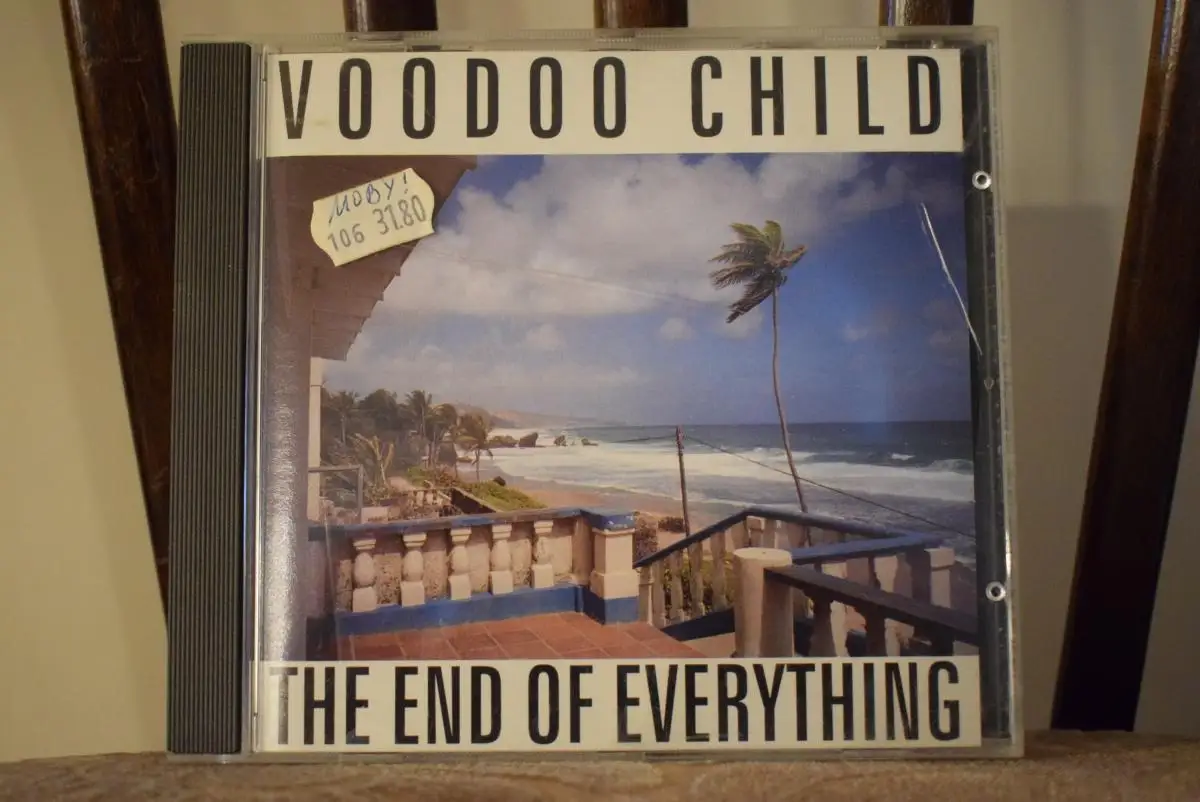 VOODOO CHILD
MOBY!
106 31.80
THE END OF EVERYTHING